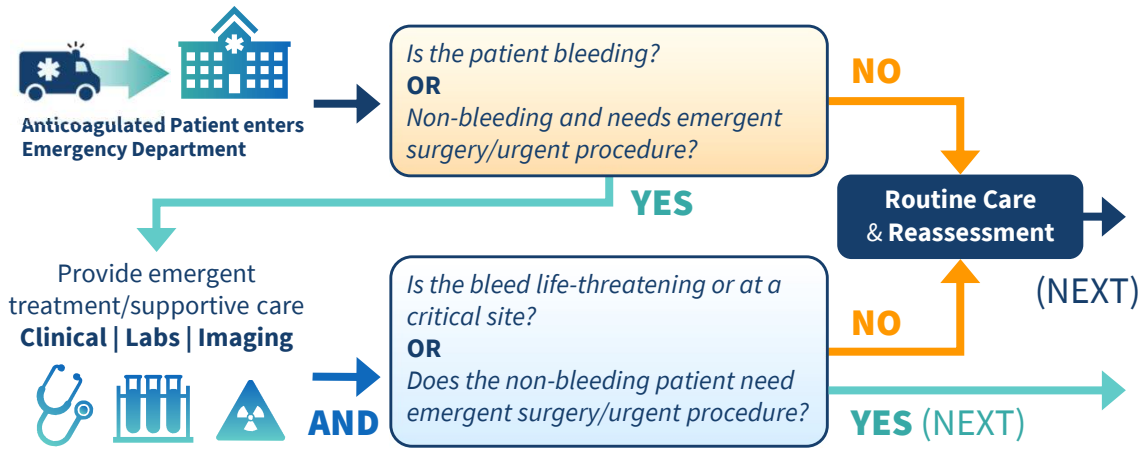 Anticoagulated Patient enters
Emergency Department
Is the patient bleeding?
OR
Non-bleeding and needs emergent
surgery/urgent procedure?
NO
YES
Routine Care
& Reassessment
(NEXT)
Provide emergent
treatment/supportive care
Clinical | Labs | Imaging
AND
Is the bleed life-threatening or at a
critical site?
OR
Does the non-bleeding patient need
emergent surgery/urgent procedure?
NO
YES (NEXT)